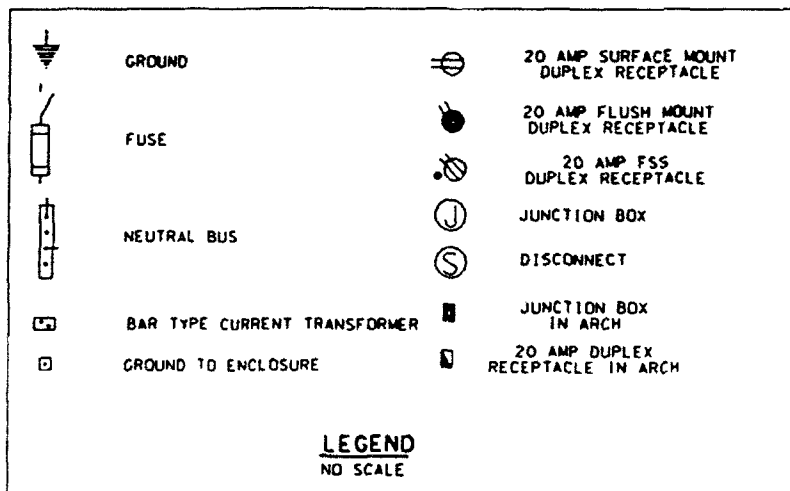 GROUND
FUSE
NEUTRAL BUS
BAR TYPE CURRENT TRANSFORMER
GROUND TO ENCLOSURE
20 AMP SURFACE MOUNT
DUPLEX RECEPTACLE
20 AMP FLUSH MOUNT
DUPLEX RECEPTACLE
20 AMP FSS
DUPLEX RECEPTACLE
J
JUNCTION BOX
S
DISCONNECT
JUNCTION BOX
IN ARCH
20 AMP DUPLEX
RECEPTACLE IN ARCH
LEGEND
NO SCALE